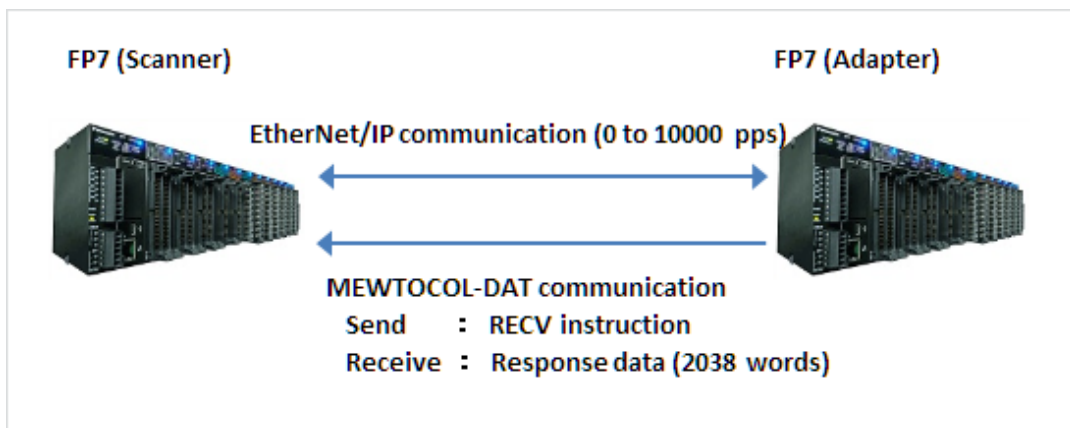 FP7 (Scanner) FP7 (Adapter)
EtherNet/IP communication (0 to 10000 pps)
MEWTOCOL-DAT communication
Send : RECV instruction
Receive : Response data (2038 words)